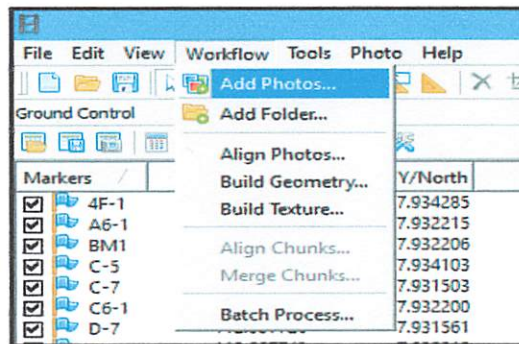 File Edit View Workflow Tools Photo Help
Add Photos...
Ground Control
Add Folder...
Align Photos...
Markers Y/North
Build Geometry...
4F-1 7.934285
Build Texture...
A6-1 7.932215
BM1 7.932206
Align Chunks...
C-5 7.934103
Merge Chunks...
C-7 7.931503
C6-1 7.932200
Batch Process...
D-7 7.931561